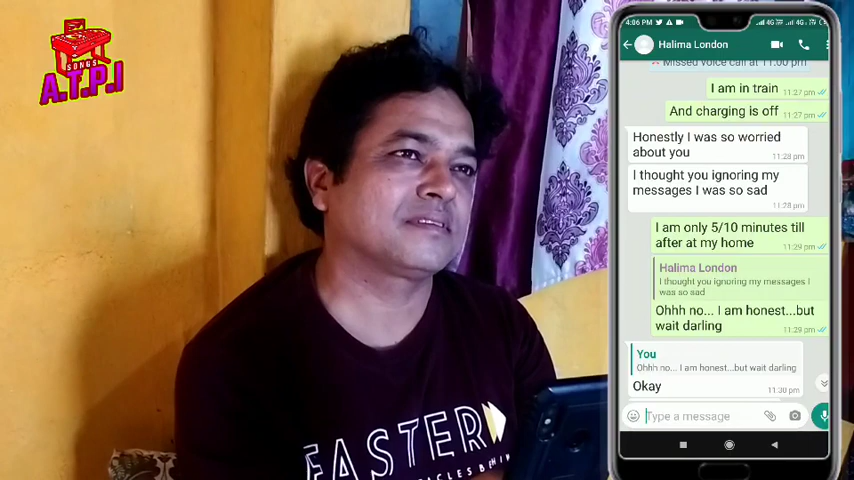 SONGS
A.T.P.I
4:06 PM
4G
4G
Halima London
Missed voice call at 11:00 pm
I am in train 11:27 pm
And charging is off 11:27 pm
Honestly I was so worried
about you
11:28 pm
I thought you ignoring my
messages I was so sad
11:28 pm
I am only 5/10 minutes till
after at my home 11:29 pm
Halima London
I thought you ignoring my messages I
was so sad
Ohhh no... I am honest...but
wait darling 11:29 pm
You
Ohhh no... I am honest...but wait darling
Okay 11:30 pm
Type a message
FASTER